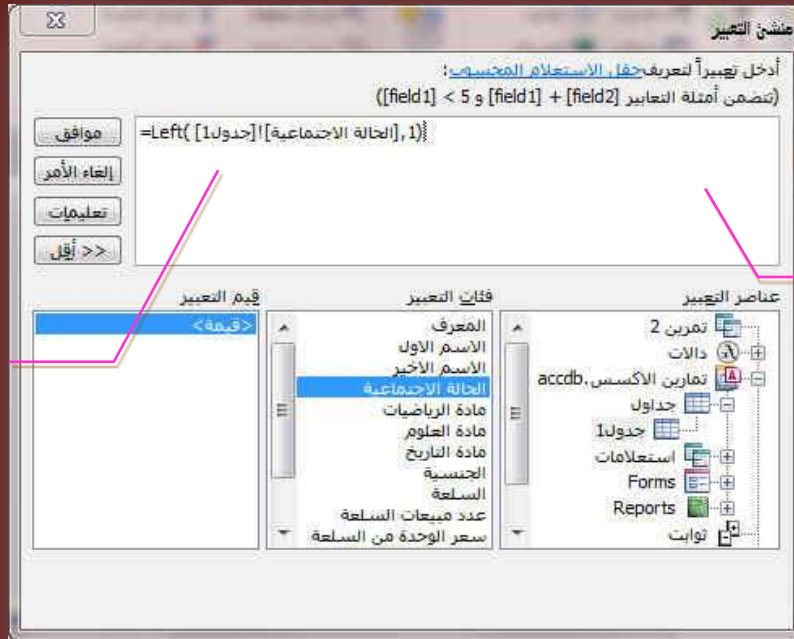 منشئ التعبير
أدخل تعبيراً لتعريف حقل الاستعلام المحسوب:
(تتضمن أمثلة التعابير [field1] + [field2] و [field1] < 5)
=Left( [جدول1]![الحالة الاجتماعية],1)
موافق
إلغاء الأمر
تعليمات
<< أقل
عناصر التعبير
تمرين 2
دالات
تمارين الاكسس.accdb
جداول
جدول1
استعلامات
Forms
Reports
ثوابت
فئات التعبير
المعرف
الاسم الاول
الاسم الاخير
الحالة الاجتماعية
مادة الرياضيات
مادة العلوم
مادة التاريخ
الجنسية
السلعة
عدد مبيعات السلعة
سعر الوحدة من السلعة
قيم التعبير
<قيمة>